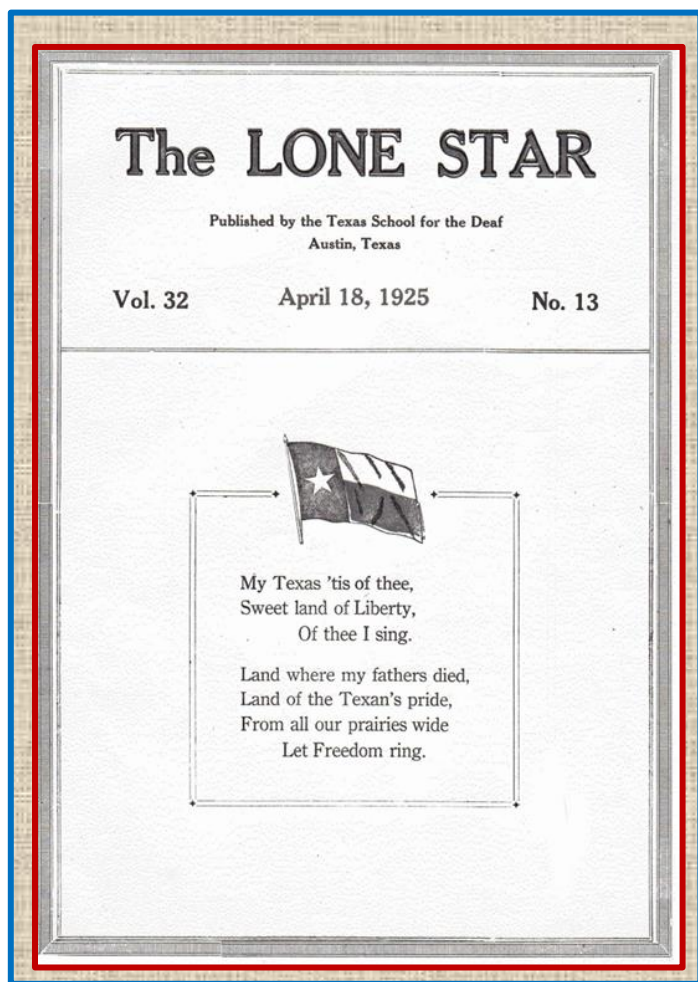 The LONE STAR
Published by the Texas School for the Deaf
Austin, Texas
Vol. 32 April 18, 1925 No. 13
My Texas 'tis of thee,
Sweet land of Liberty,
Of thee I sing.
Land where my fathers died,
Land of the Texan's pride,
From all our prairies wide
Let Freedom ring.